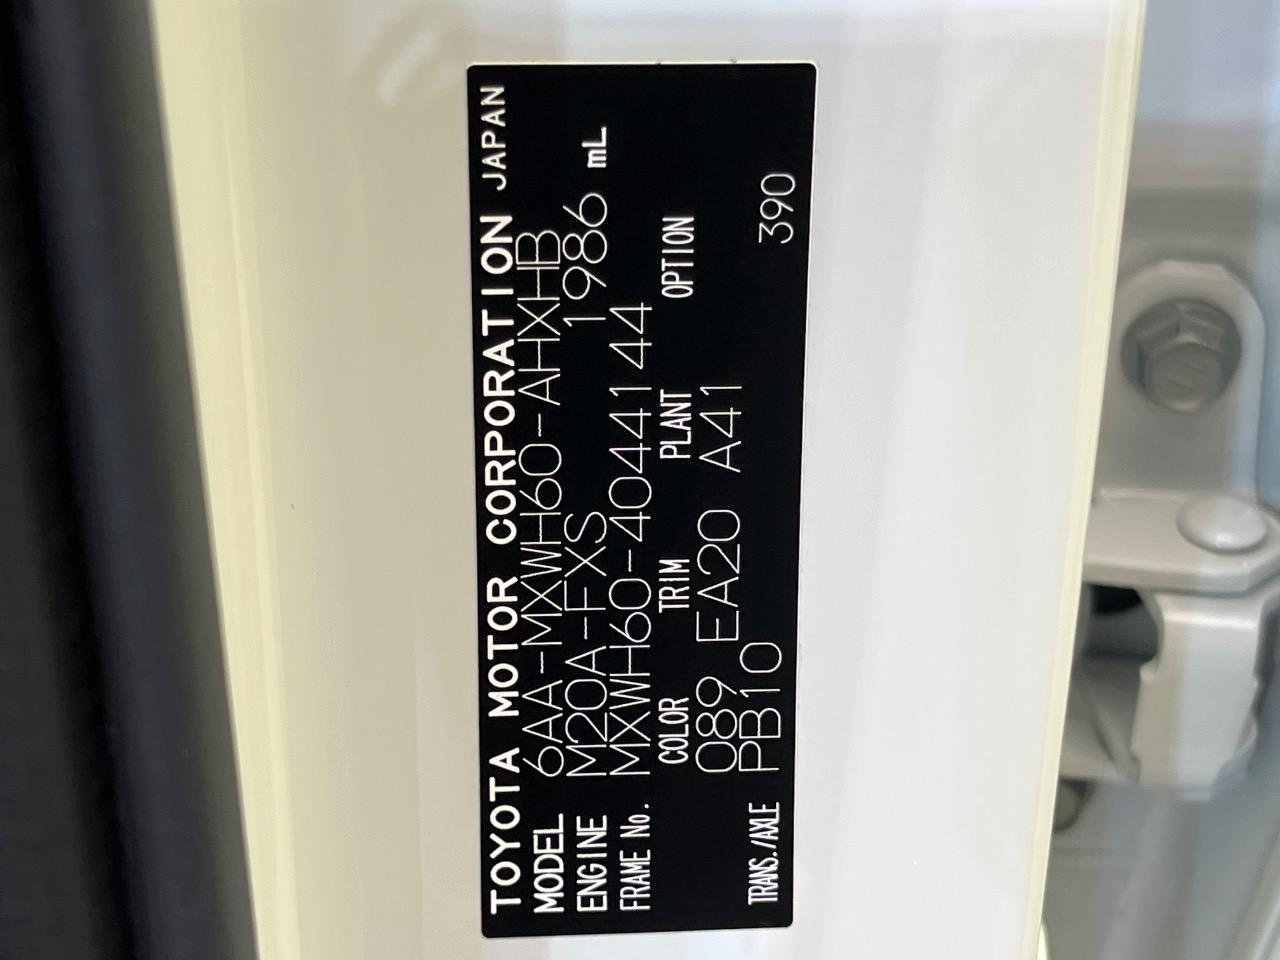 TOYOTA MOTOR CORPORATION JAPAN
MODEL 6AA-MXWH60-AHXHB
ENGINE M20A-FXS 1986 mL
FRAME No. MXWH60-4044144
COLOR TRIM PLANT OPTION
089 EA20 A41
TRANS./AXLE PB10 390